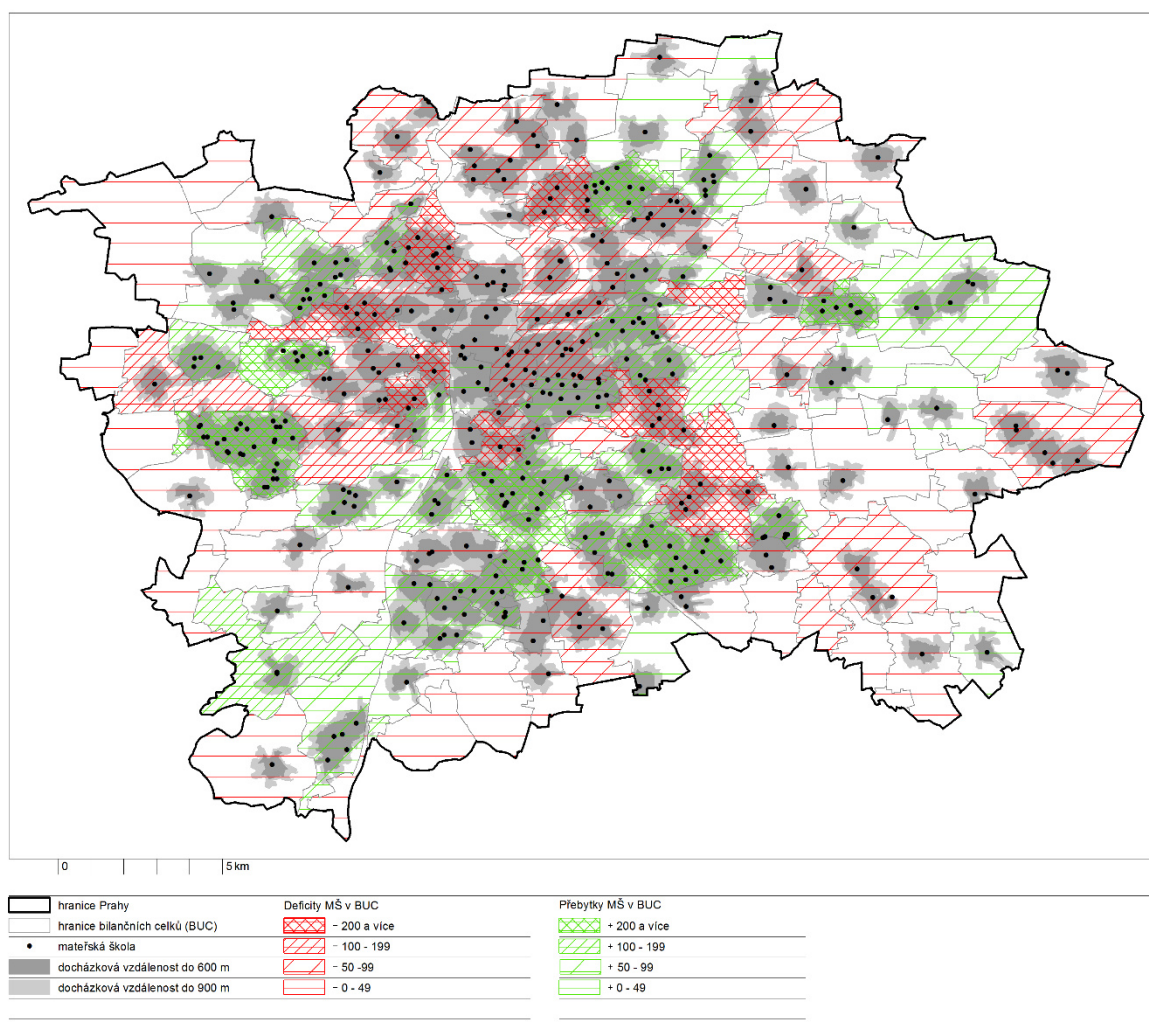 0 5 km
hranice Prahy Deficity MŠ v BUC Přebytky MŠ v BUC
hranice bilančních celků (BUC) − 200 a více + 200 a více
mateřská škola − 100 - 199 + 100 - 199
docházková vzdálenost do 600 m − 50 -99 + 50 - 99
docházková vzdálenost do 900 m − 0 - 49 + 0 - 49